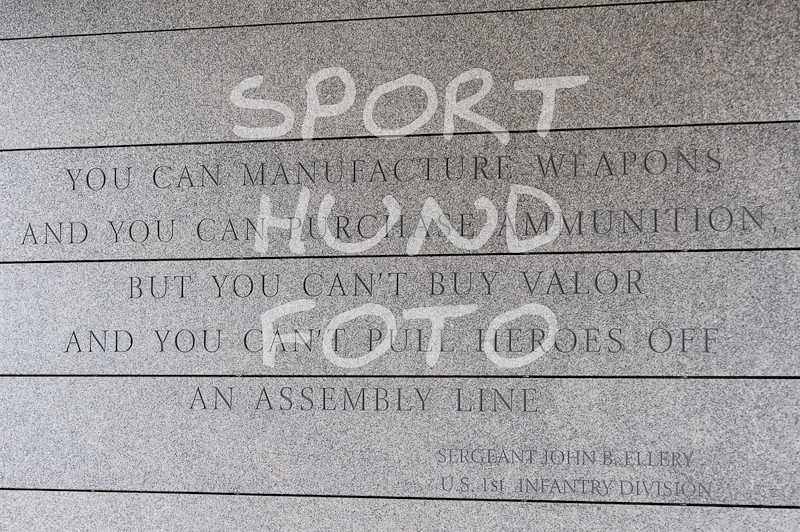 SPORT
YOU CAN MANUFACTURE WEAPONS
AND YOU CAN PURCHASE AMMUNITION,
HUND
BUT YOU CAN'T BUY VALOR
FOTO
AND YOU CAN'T PULL HEROES OFF
AN ASSEMBLY LINE
SERGEANT JOHN B. ELLERY
U.S. 1st INFANTRY DIVISION